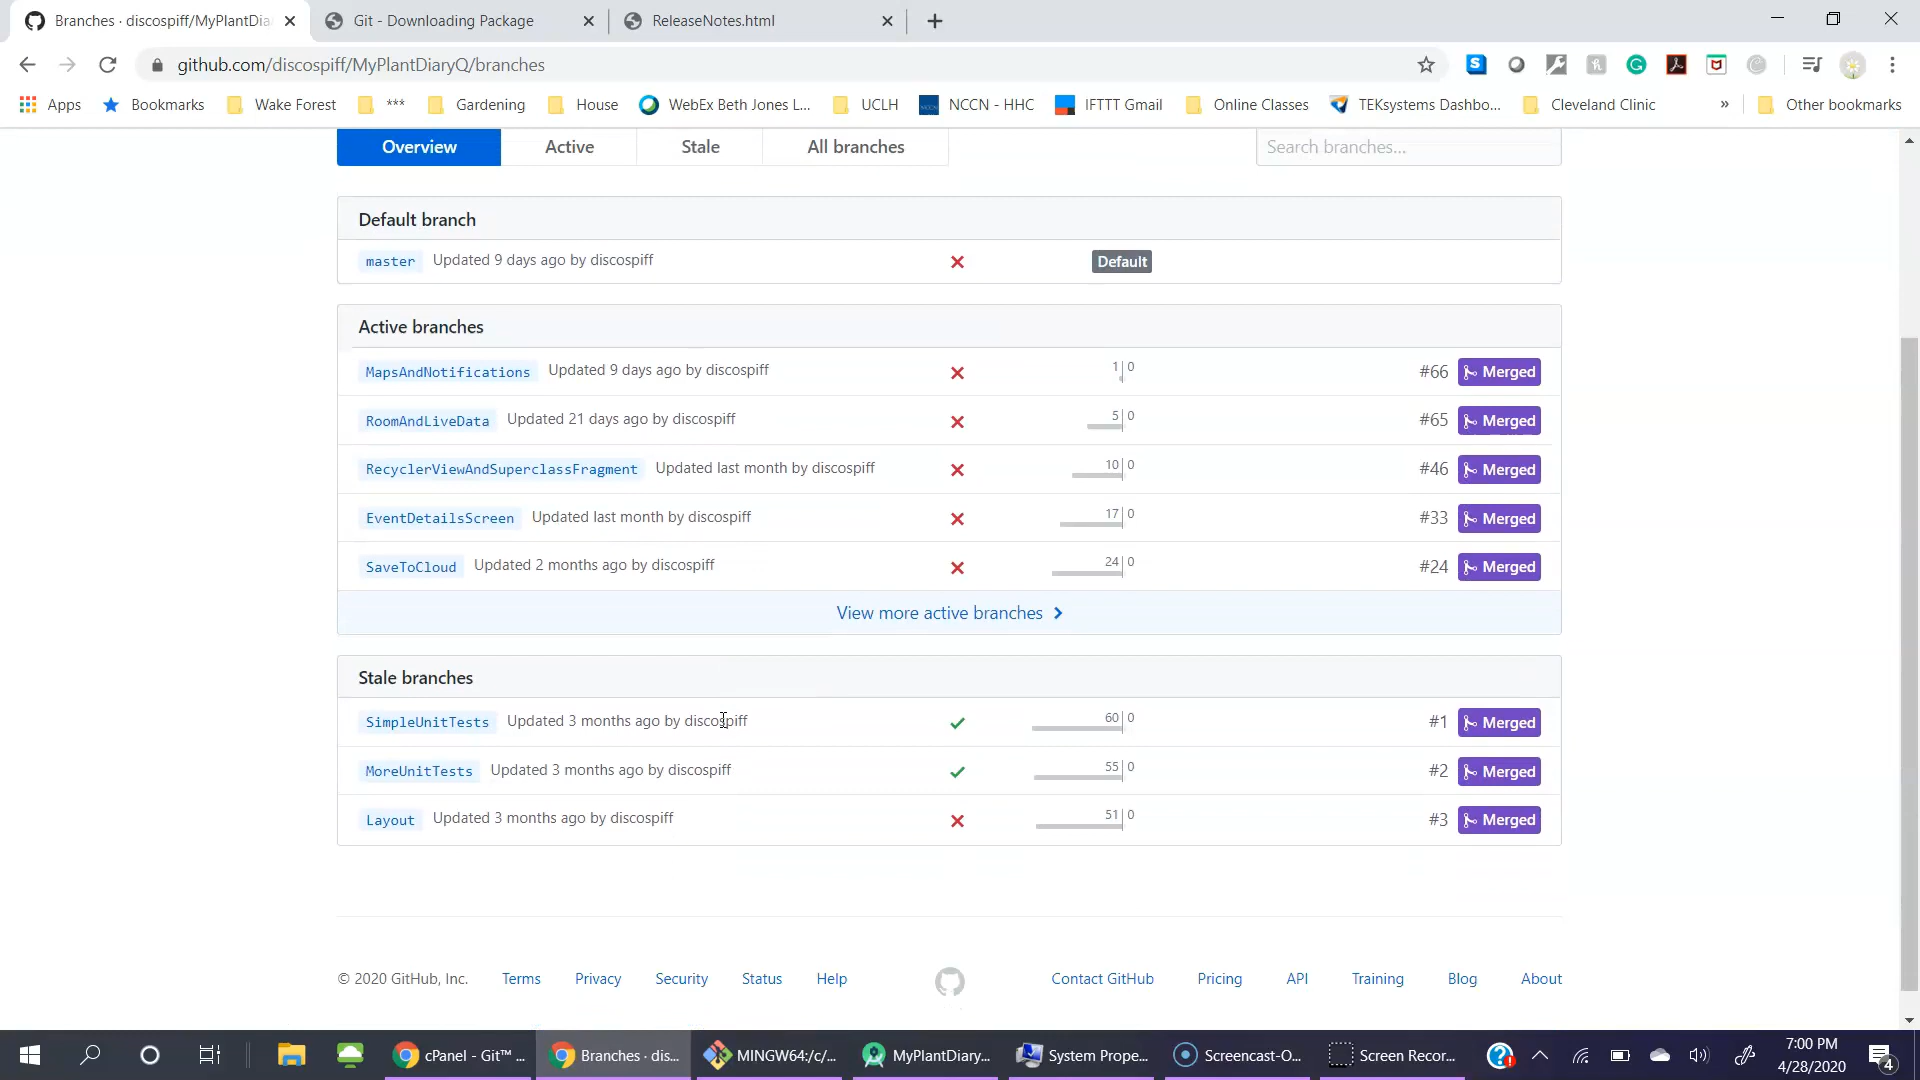 Branches · discospiff/MyPlantDia
Git - Downloading Package
ReleaseNotes.html
github.com/discospiff/MyPlantDiaryQ/branches
Apps
Bookmarks
Wake Forest
***
Gardening
House
WebEx Beth Jones L...
UCLH
NCCN - HHC
IFTTT Gmail
Online Classes
TEKsystems Dashbo...
Cleveland Clinic
»
Other bookmarks
Overview
Active
Stale
All branches
Search branches...
Default branch
master Updated 9 days ago by discospiff Default
Active branches
MapsAndNotifications Updated 9 days ago by discospiff 1 0 #66 Merged
RoomAndLiveData Updated 21 days ago by discospiff 5 0 #65 Merged
RecyclerViewAndSuperclassFragment Updated last month by discospiff 10 0 #46 Merged
EventDetailsScreen Updated last month by discospiff 17 0 #33 Merged
SaveToCloud Updated 2 months ago by discospiff 24 0 #24 Merged
View more active branches
Stale branches
SimpleUnitTests Updated 3 months ago by discospiff 60 0 #1 Merged
MoreUnitTests Updated 3 months ago by discospiff 55 0 #2 Merged
Layout Updated 3 months ago by discospiff 51 0 #3 Merged
© 2020 GitHub, Inc. Terms Privacy Security Status Help Contact GitHub Pricing API Training Blog About
cPanel - Git™ ...
Branches · dis...
MINGW64:/c/...
MyPlantDiary...
System Prope...
Screencast-O...
Screen Recor...
7:00 PM
4/28/2020
4